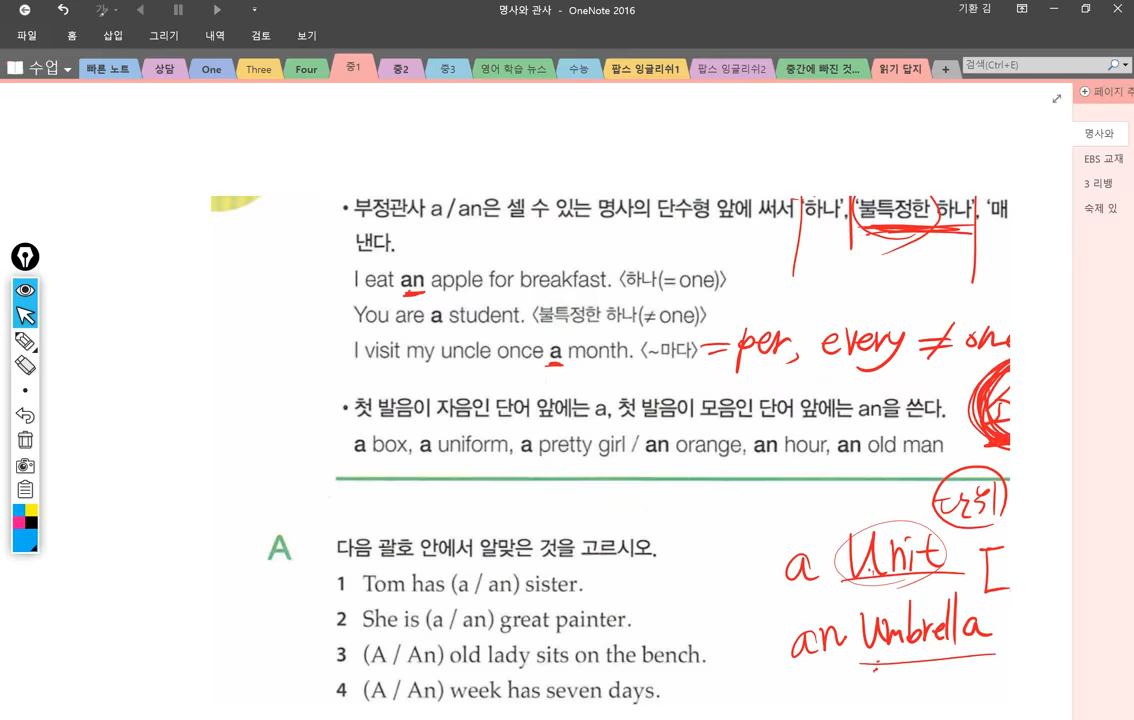 명사와 관사 - OneNote 2016
기환 김
파일 홈 삽입 그리기 내역 검토 보기
수업 빠른 노트 상담 One Three Four 중1 중2 중3 영어 학습 뉴스 수능 팝스 잉글리쉬1 팝스 잉글리쉬2 중간에 빠진 것... 읽기 답지 + 검색(Ctrl+E)
페이지 추
명사와
EBS 교재
3 리뱅
숙제 있
• 부정관사 a / an은 셀 수 있는 명사의 단수형 앞에 써서 '하나', '불특정한 하나', '매
낸다.
I eat an apple for breakfast. 〈하나(= one)〉
You are a student. 〈불특정한 하나(≠ one)〉
I visit my uncle once a month. 〈~마다〉 = per, every ≠ one
• 첫 발음이 자음인 단어 앞에는 a, 첫 발음이 모음인 단어 앞에는 an을 쓴다.
a box, a uniform, a pretty girl / an orange, an hour, an old man
단위
a Unit [
an Umbrella
A 다음 괄호 안에서 알맞은 것을 고르시오.
1 Tom has (a / an) sister.
2 She is (a / an) great painter.
3 (A / An) old lady sits on the bench.
4 (A / An) week has seven days.